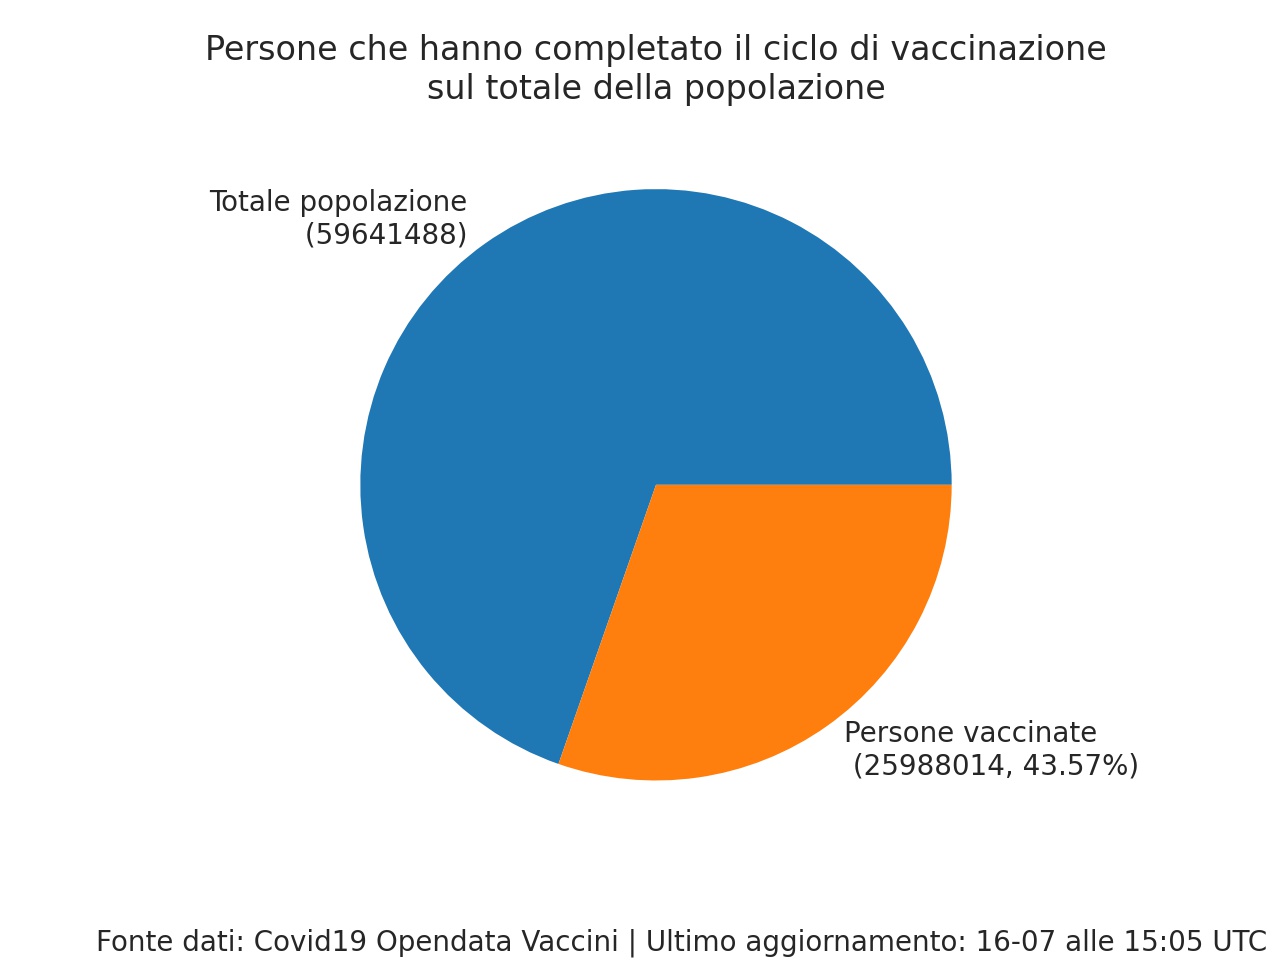 Persone che hanno completato il ciclo di vaccinazione
sul totale della popolazione
Totale popolazione
(59641488)
Persone vaccinate
(25988014, 43.57%)
Fonte dati: Covid19 Opendata Vaccini | Ultimo aggiornamento: 16-07 alle 15:05 UTC